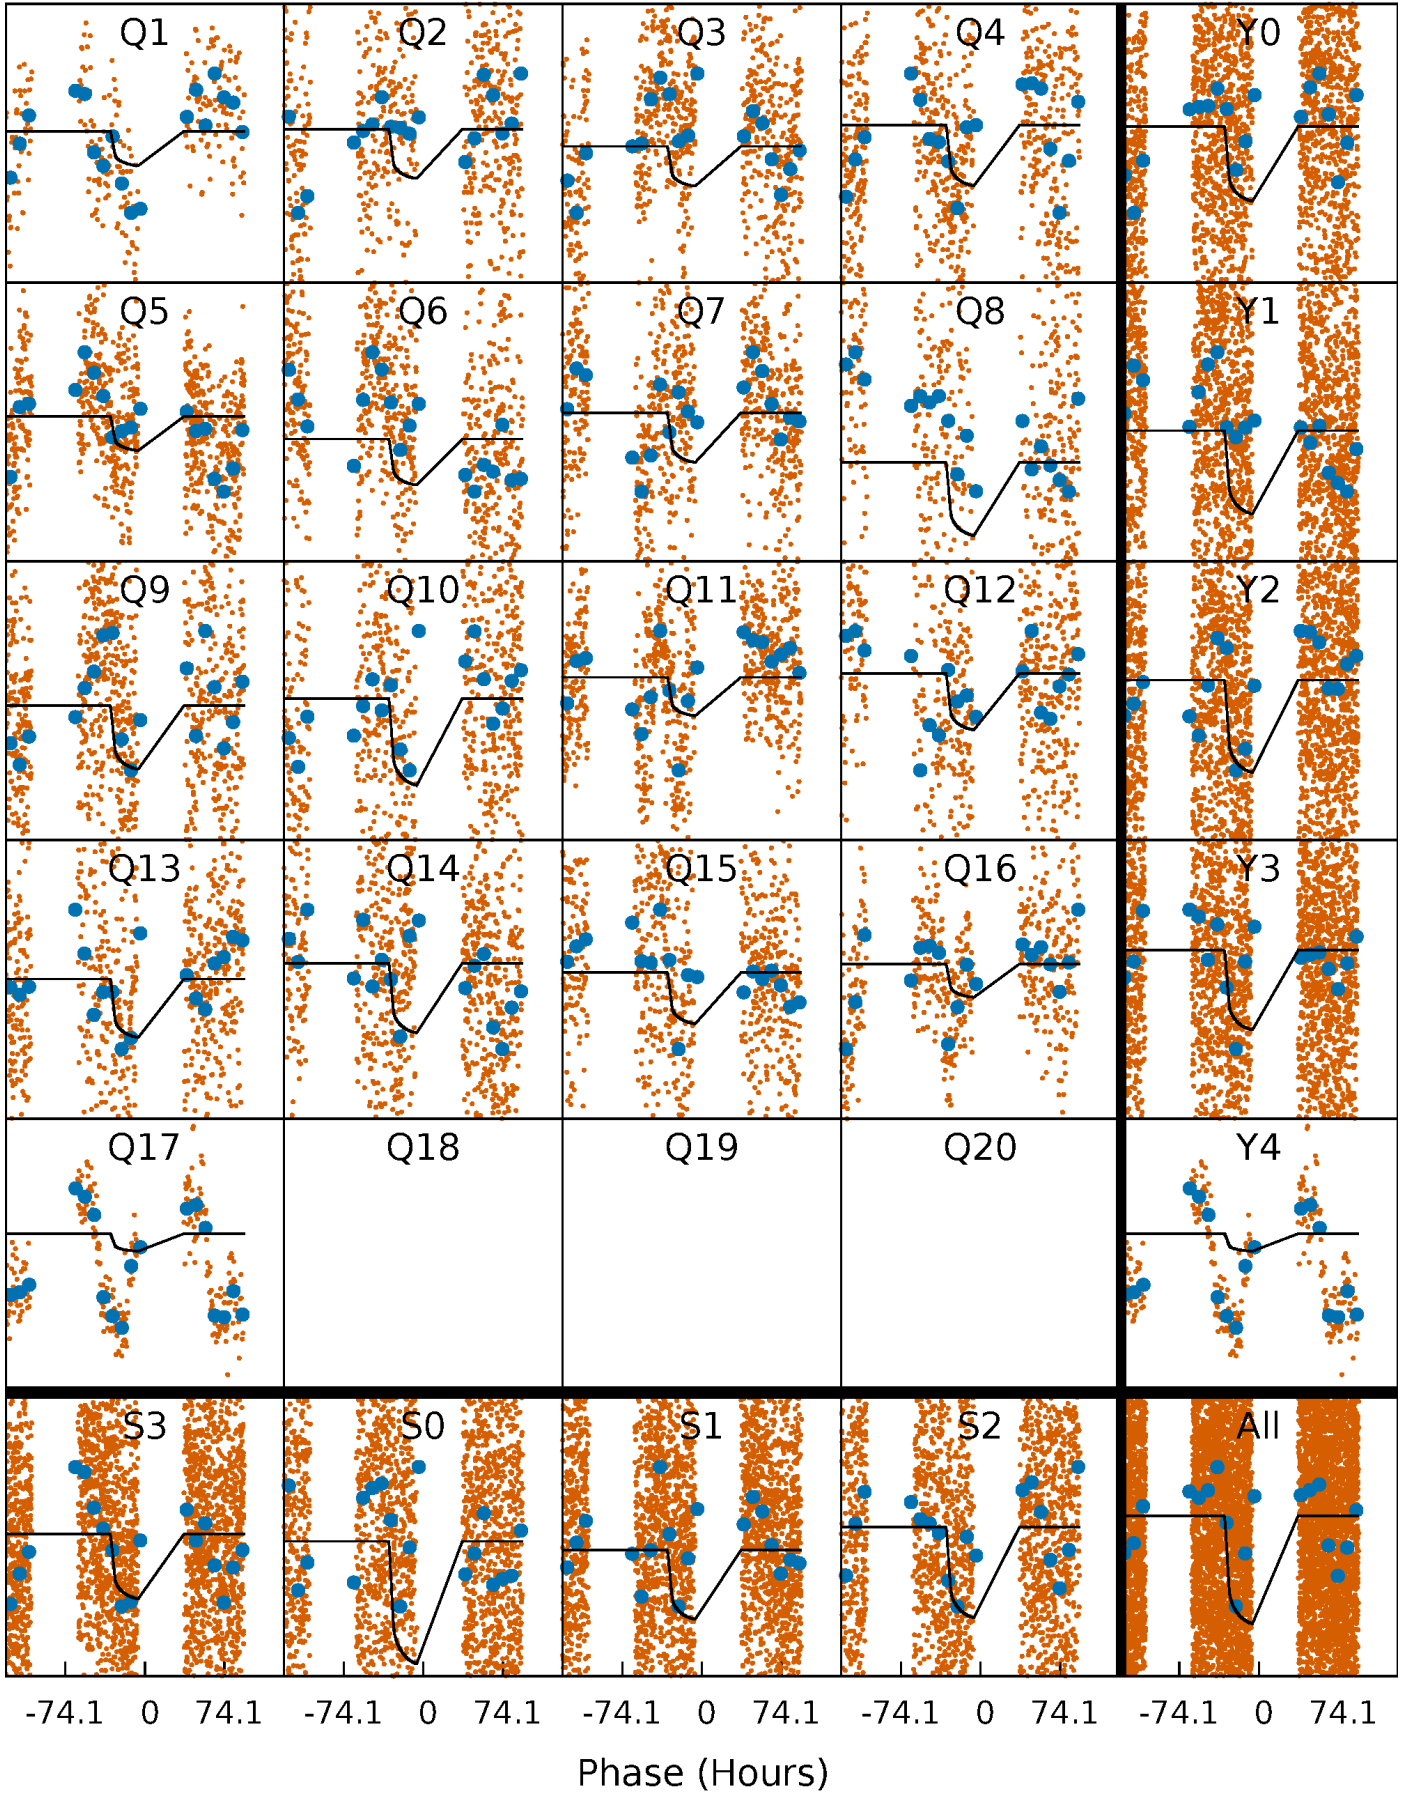 Q1 Q2 Q3 Q4 Y0
Q5 Q6 Q7 Q8 Y1
Q9 Q10 Q11 Q12 Y2
Q13 Q14 Q15 Q16 Y3
Q17 Q18 Q19 Q20 Y4
S3 S0 S1 S2 All
-74.1 0 74.1 -74.1 0 74.1 -74.1 0 74.1 -74.1 0 74.1 -74.1 0 74.1
Phase (Hours)